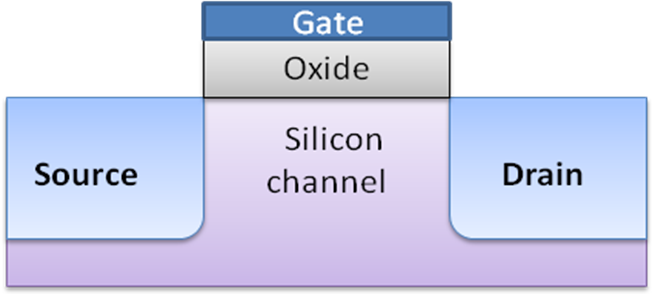 Gate
Oxide
Silicon
channel
Source
Drain